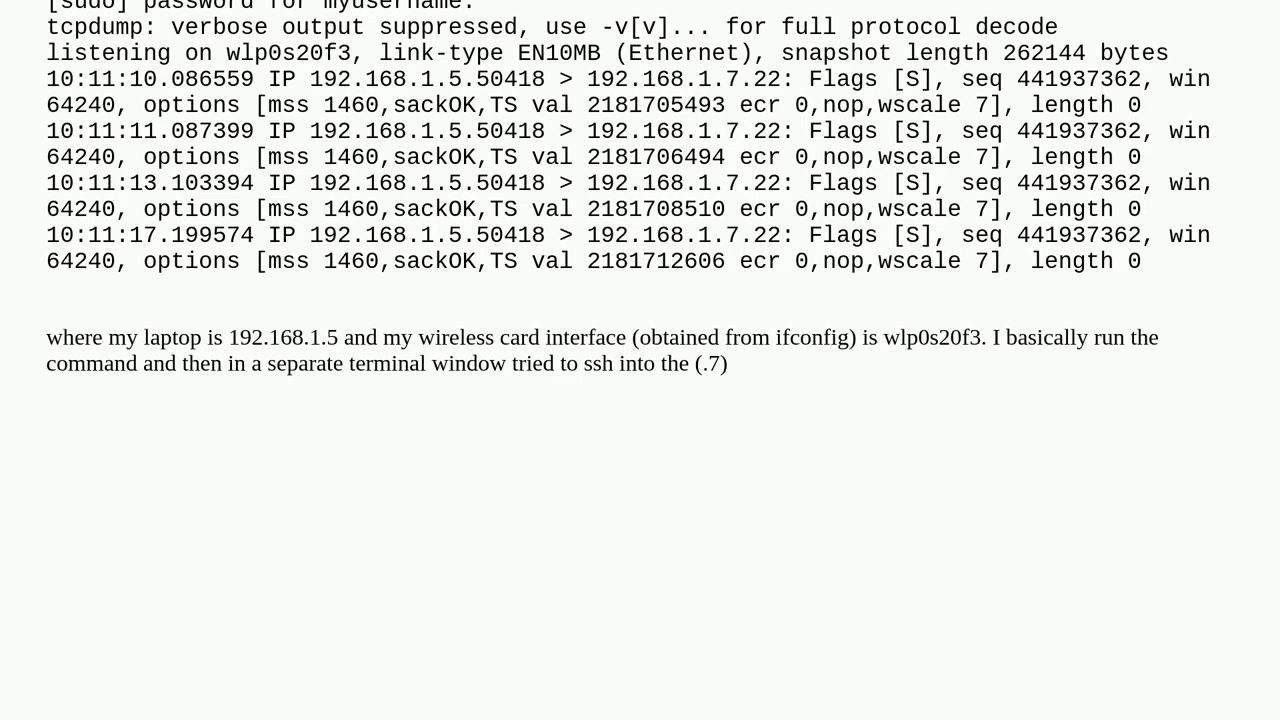 [sudo] password for myusername:
tcpdump: verbose output suppressed, use -v[v]... for full protocol decode
listening on wlp0s20f3, link-type EN10MB (Ethernet), snapshot length 262144 bytes
10:11:10.086559 IP 192.168.1.5.50418 > 192.168.1.7.22: Flags [S], seq 441937362, win
64240, options [mss 1460,sackOK,TS val 2181705493 ecr 0,nop,wscale 7], length 0
10:11:11.087399 IP 192.168.1.5.50418 > 192.168.1.7.22: Flags [S], seq 441937362, win
64240, options [mss 1460,sackOK,TS val 2181706494 ecr 0,nop,wscale 7], length 0
10:11:13.103394 IP 192.168.1.5.50418 > 192.168.1.7.22: Flags [S], seq 441937362, win
64240, options [mss 1460,sackOK,TS val 2181708510 ecr 0,nop,wscale 7], length 0
10:11:17.199574 IP 192.168.1.5.50418 > 192.168.1.7.22: Flags [S], seq 441937362, win
64240, options [mss 1460,sackOK,TS val 2181712606 ecr 0,nop,wscale 7], length 0
where my laptop is 192.168.1.5 and my wireless card interface (obtained from ifconfig) is wlp0s20f3. I basically run the
command and then in a separate terminal window tried to ssh into the (.7)